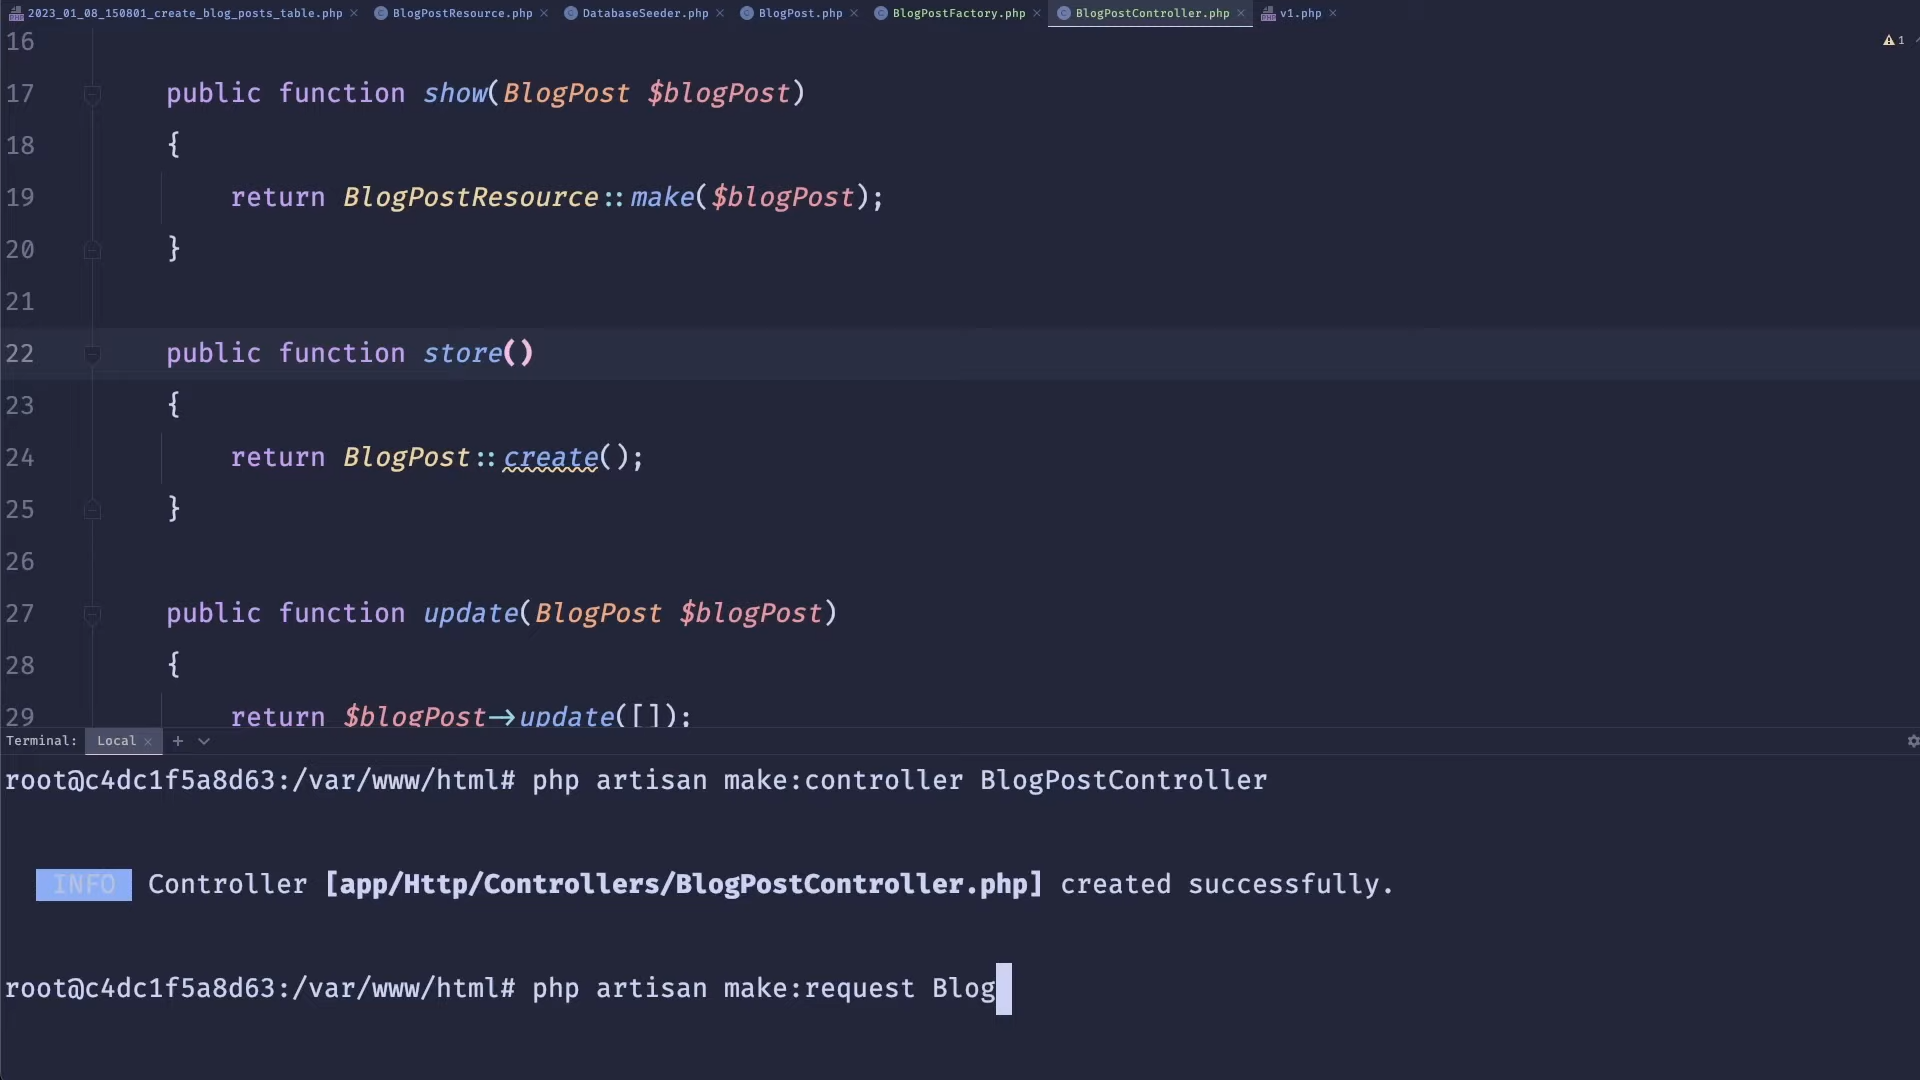 2023_01_08_150801_create_blog_posts_table.php BlogPostResource.php DatabaseSeeder.php BlogPost.php BlogPostFactory.php BlogPostController.php v1.php
1
16
17 public function show(BlogPost $blogPost)
18 {
19 return BlogPostResource::make($blogPost);
20 }
21
22 public function store()
23 {
24 return BlogPost::create();
25 }
26
27 public function update(BlogPost $blogPost)
28 {
29 return $blogPost->update([]);
Terminal: Local
root@c4dc1f5a8d63:/var/www/html# php artisan make:controller BlogPostController
INFO Controller [app/Http/Controllers/BlogPostController.php] created successfully.
root@c4dc1f5a8d63:/var/www/html# php artisan make:request Blog